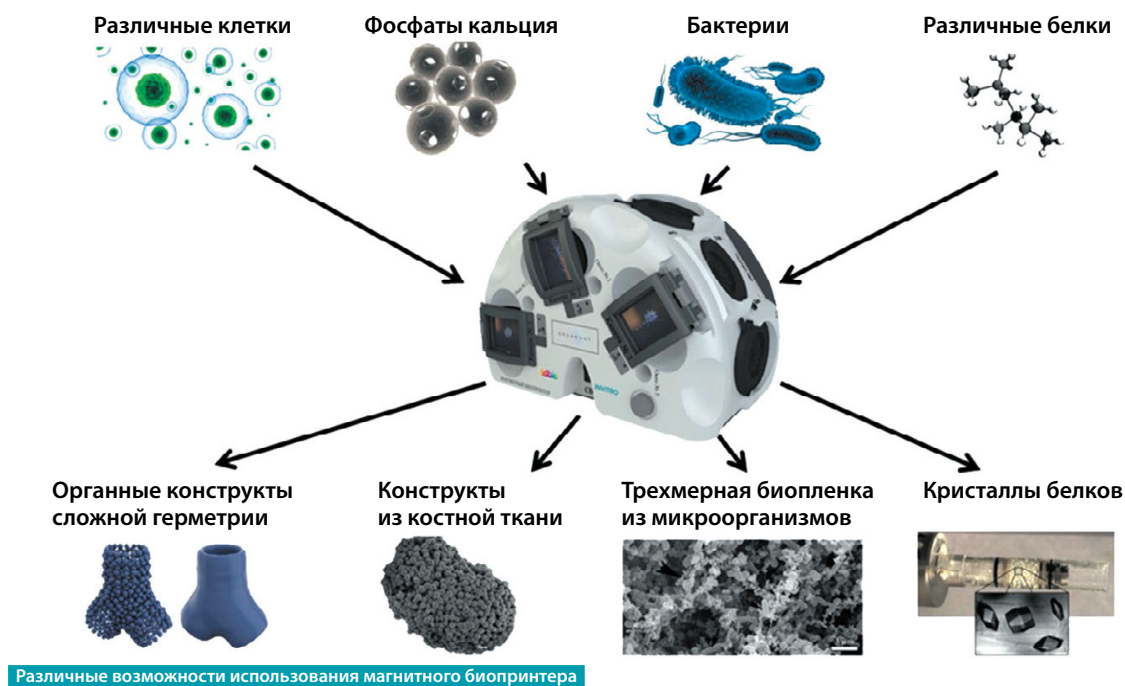 Различные клетки
Фосфаты кальция
Бактерии
Различные белки
Органные конструкты
сложной герметрии
Конструкты
из костной ткани
Трехмерная биопленка
из микроорганизмов
Кристаллы белков
Различные возможности использования магнитного биопринтера